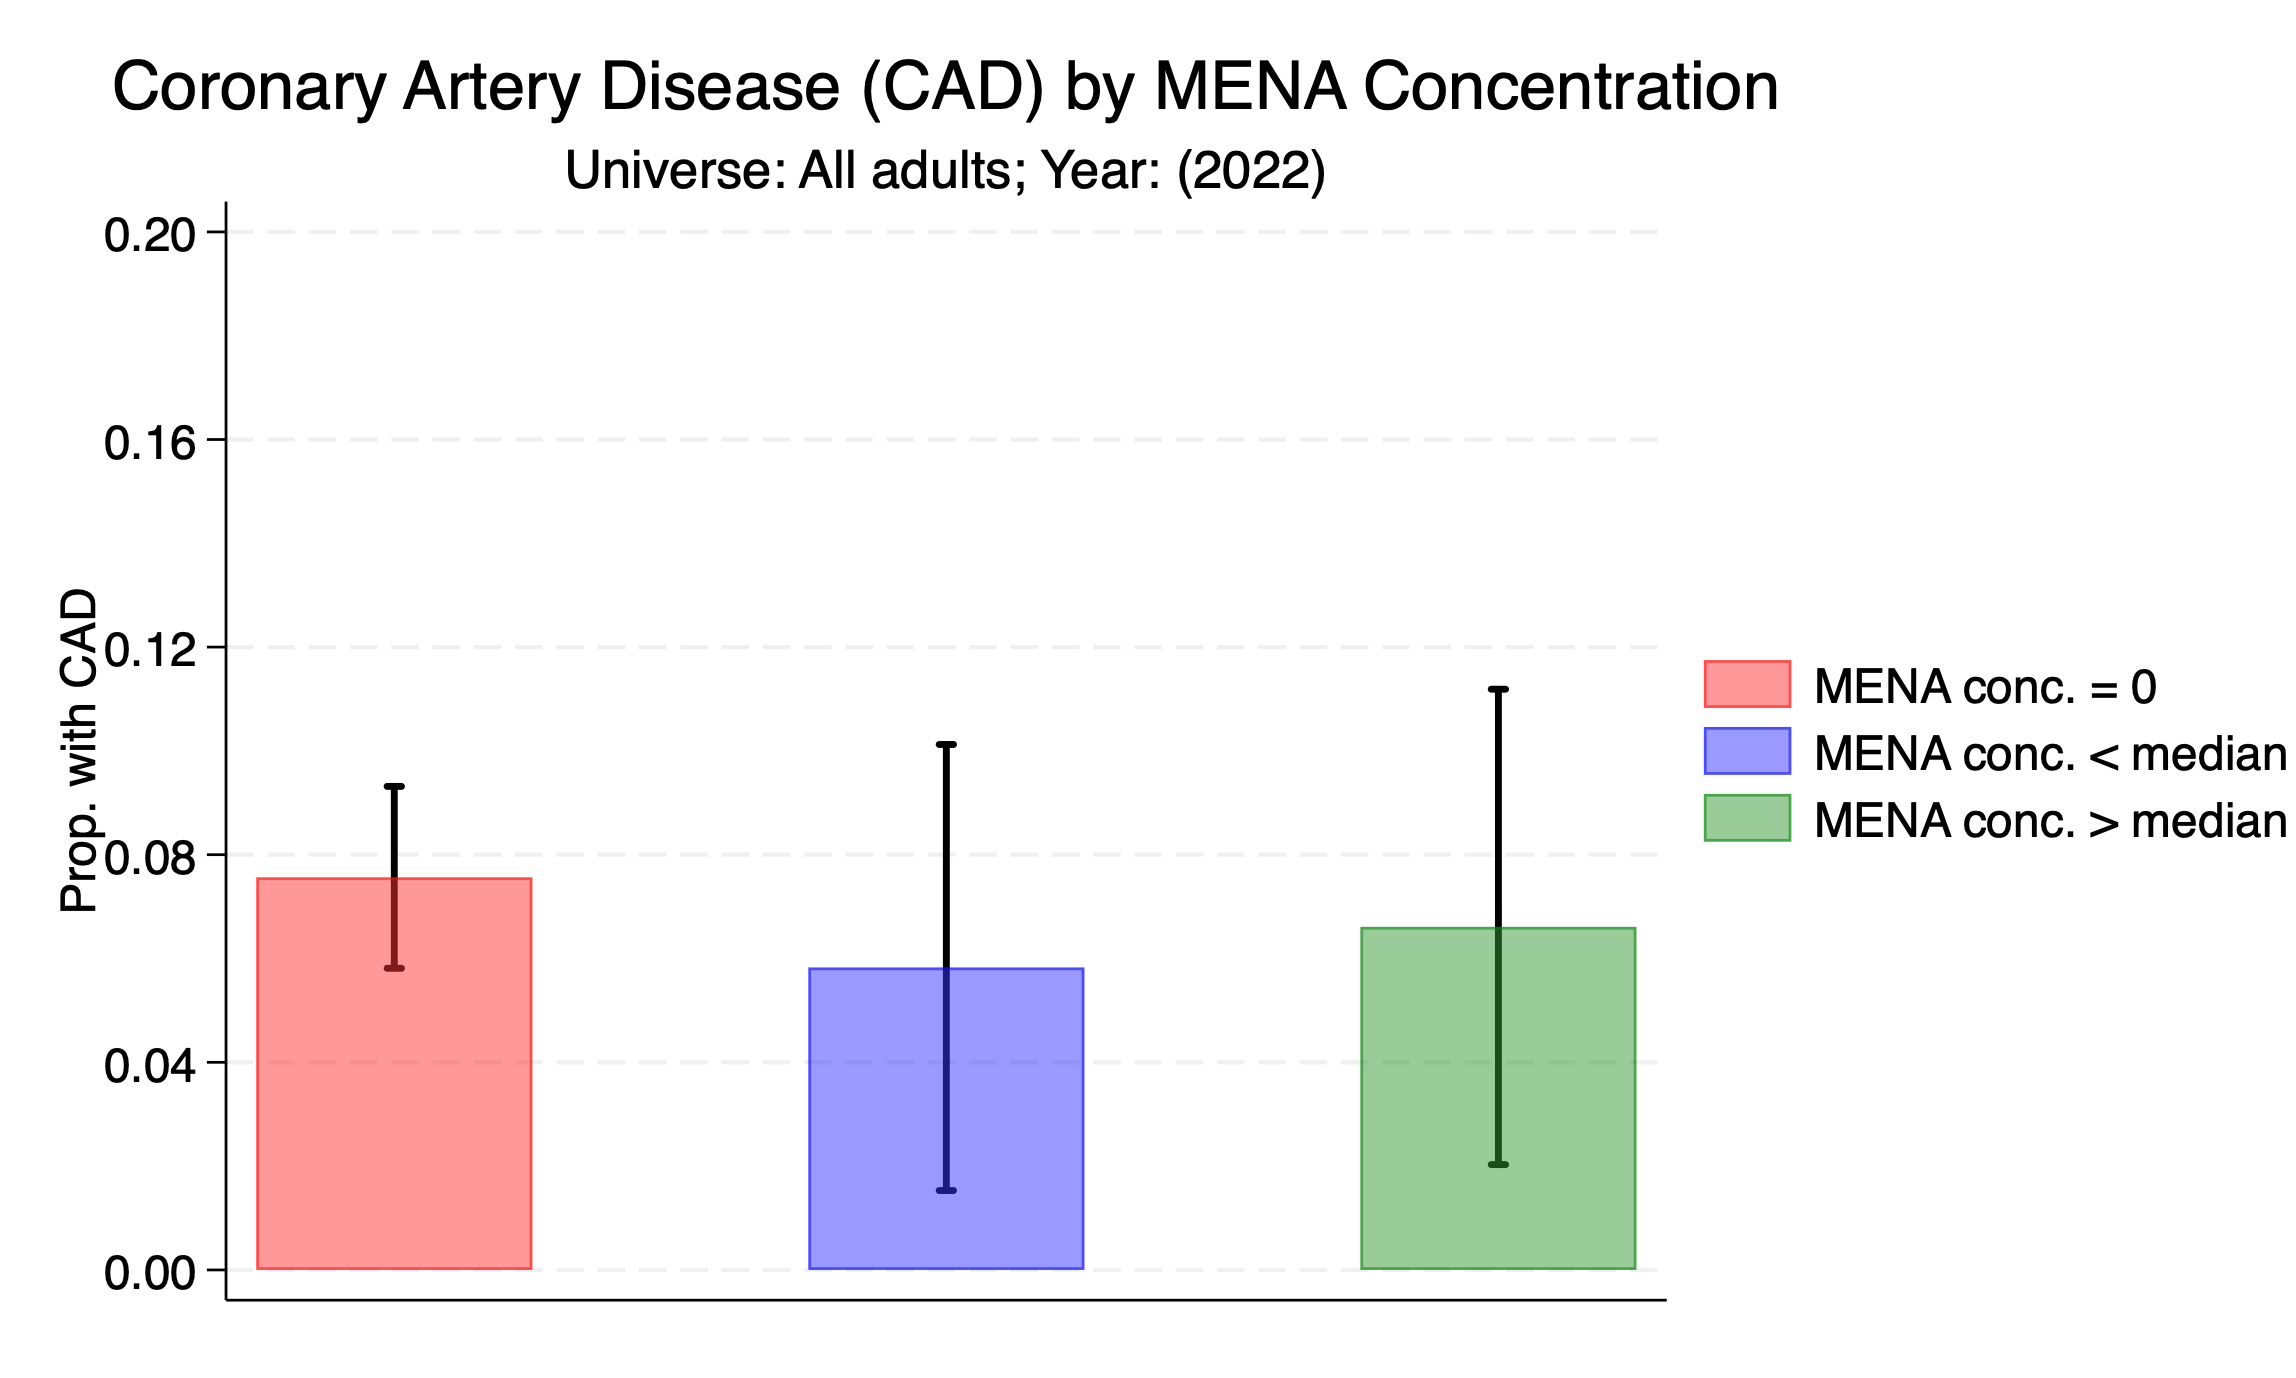 Coronary Artery Disease (CAD) by MENA Concentration
Universe: All adults; Year: (2022)
Prop. with CAD
0.20
0.16
0.12
0.08
0.04
0.00
MENA conc. = 0
MENA conc. < median
MENA conc. > median